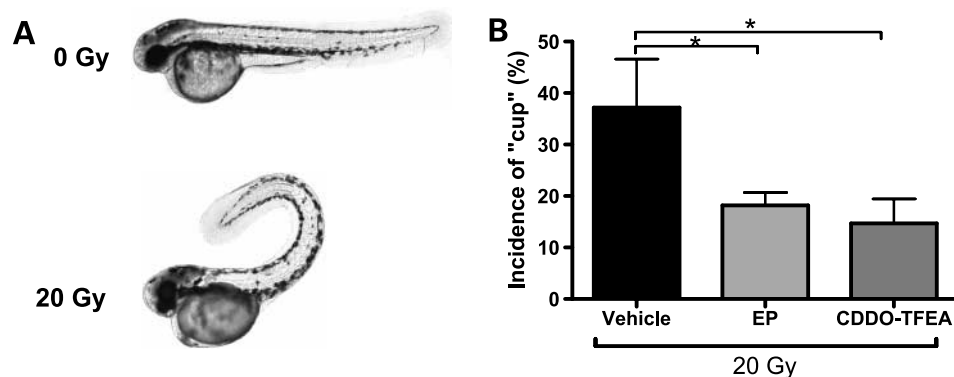 A
0 Gy
20 Gy
B
Incidence of "cup" (%)
50
40
30
20
10
0
*
*
Vehicle EP CDDO-TFEA
20 Gy